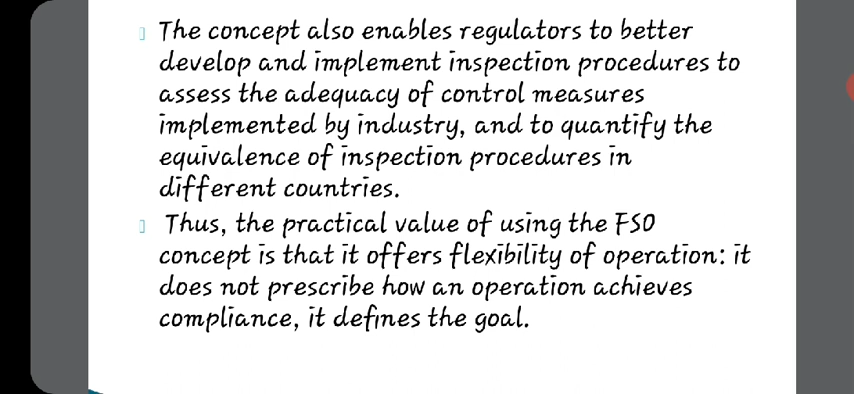 The concept also enables regulators to better
develop and implement inspection procedures to
assess the adequacy of control measures
implemented by industry, and to quantify the
equivalence of inspection procedures in
different countries.
Thus, the practical value of using the FSO
concept is that it offers flexibility of operation: it
does not prescribe how an operation achieves
compliance, it defines the goal.